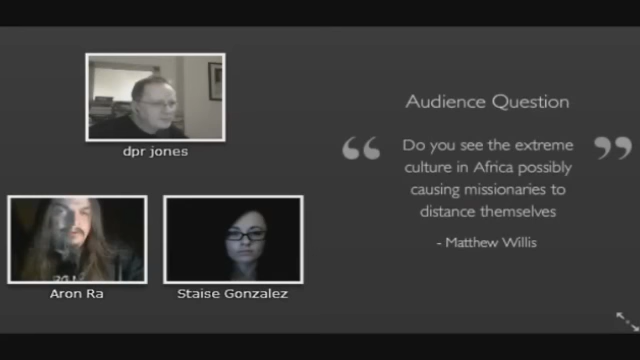 dpr jones
Aron Ra
Staise Gonzalez
Audience Question
“ Do you see the extreme ”
culture in Africa possibly
causing missionaries to
distance themselves
- Matthew Willis